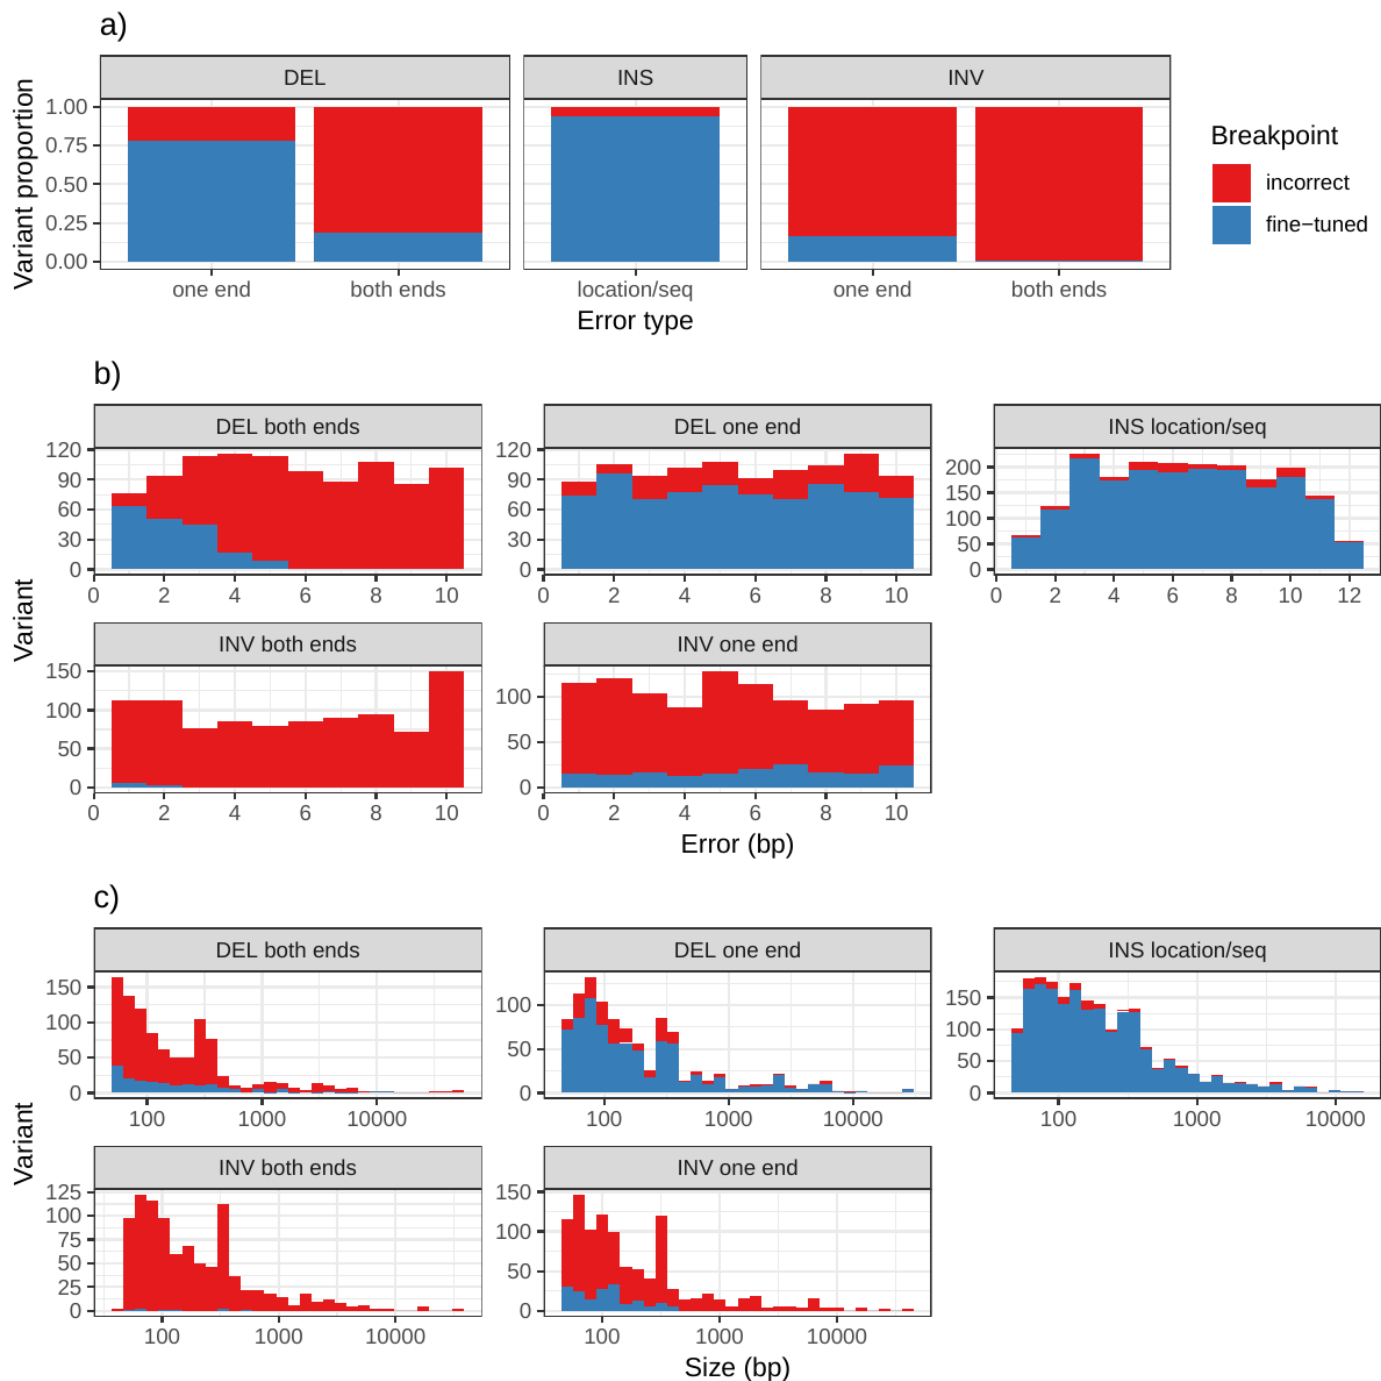 a)
DEL INS INV
Variant proportion
1.00
0.75
0.50
0.25
0.00
one end both ends location/seq one end both ends
Error type
Breakpoint
incorrect
fine−tuned
b)
Variant
DEL both ends
120
90
60
30
0
0 2 4 6 8 10
DEL one end
120
90
60
30
0
0 2 4 6 8 10
INS location/seq
200
150
100
50
0
0 2 4 6 8 10 12
INV both ends
150
100
50
0
0 2 4 6 8 10
INV one end
100
50
0
0 2 4 6 8 10
Error (bp)
c)
Variant
DEL both ends
150
100
50
0
100 1000 10000
DEL one end
100
50
0
100 1000 10000
INS location/seq
150
100
50
0
100 1000 10000
INV both ends
125
100
75
50
25
0
100 1000 10000
INV one end
150
100
50
0
100 1000 10000
Size (bp)